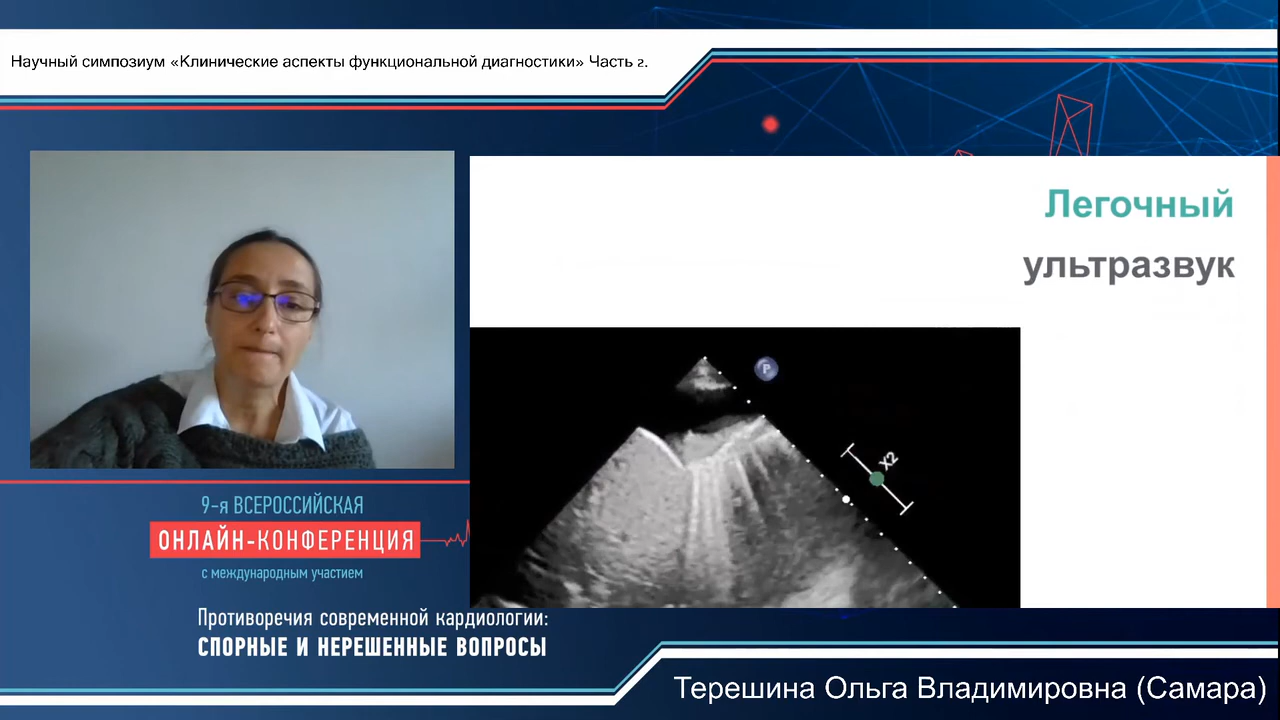 Научный симпозиум «Клинические аспекты функциональной диагностики» Часть 2.
Легочный
ультразвук
P
X2
9-я ВСЕРОССИЙСКАЯ
ОНЛАЙН-КОНФЕРЕНЦИЯ
с международным участием
Противоречия современной кардиологии:
СПОРНЫЕ И НЕРЕШЕННЫЕ ВОПРОСЫ
Терешина Ольга Владимировна (Самара)